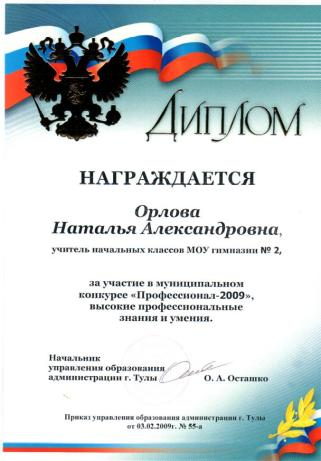 ДИПЛОМ
НАГРАЖДАЕТСЯ
Орлова
Наталья Александровна,
учитель начальных классов МОУ гимназии № 2,
за участие в муниципальном
конкурсе «Профессионал-2009»,
высокие профессиональные
знания и умения.
Начальник
управления образования
администрации г. Тулы
О. А. Осташко
Приказ управления образования администрации г. Тулы
от 03.02.2009г. № 55-а